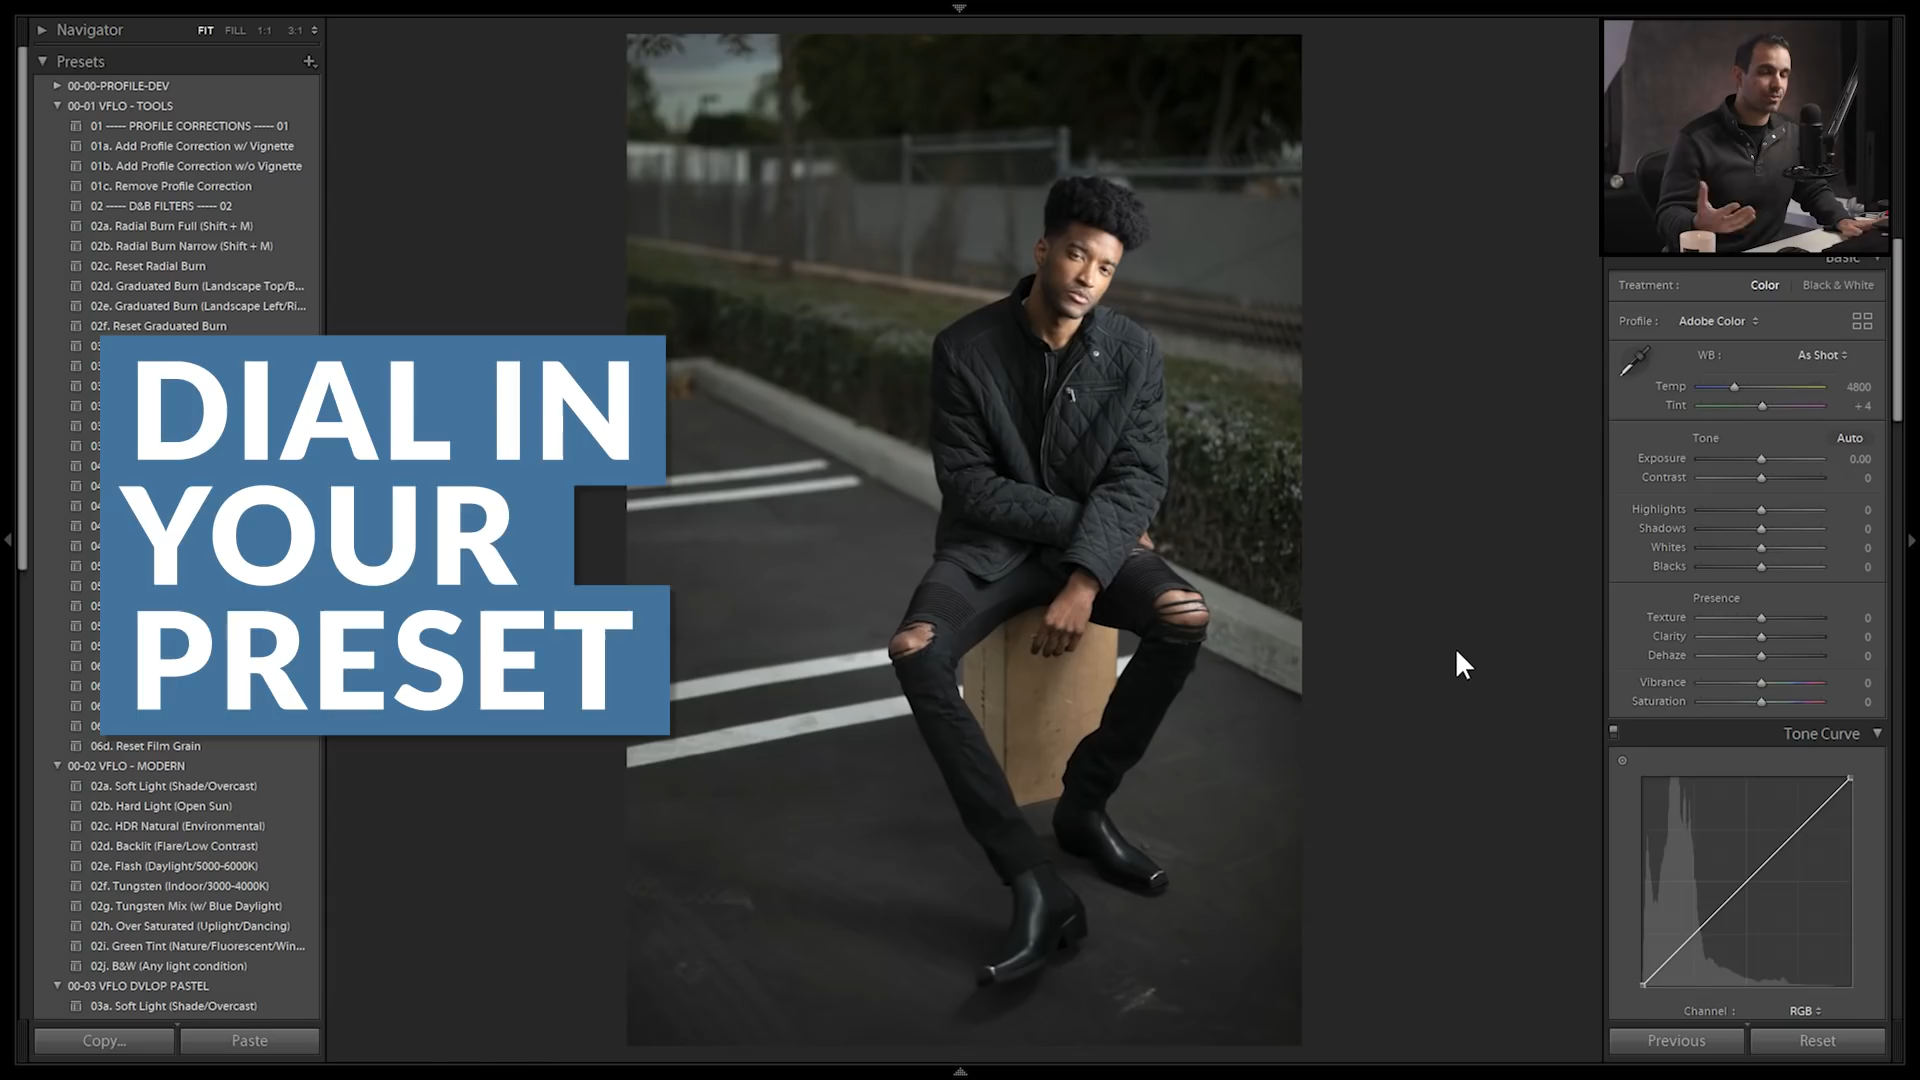 Navigator
FIT FILL 1:1 3:1
Presets
00-00-PROFILE-DEV
00-01 VFLO - TOOLS
01 ----- PROFILE CORRECTIONS ----- 01
01a. Add Profile Correction w/ Vignette
01b. Add Profile Correction w/o Vignette
01c. Remove Profile Correction
02 ----- D&B FILTERS ----- 02
02a. Radial Burn Full (Shift + M)
02b. Radial Burn Narrow (Shift + M)
02c. Reset Radial Burn
02d. Graduated Burn (Landscape Top/B...
02e. Graduated Burn (Landscape Left/Ri...
02f. Reset Graduated Burn
DIAL IN
YOUR
PRESET
06d. Reset Film Grain
00-02 VFLO - MODERN
02a. Soft Light (Shade/Overcast)
02b. Hard Light (Open Sun)
02c. HDR Natural (Environmental)
02d. Backlit (Flare/Low Contrast)
02e. Flash (Daylight/5000-6000K)
02f. Tungsten (Indoor/3000-4000K)
02g. Tungsten Mix (w/ Blue Daylight)
02h. Over Saturated (Uplight/Dancing)
02i. Green Tint (Nature/Fluorescent/Win...
02j. B&W (Any light condition)
00-03 VFLO DVLOP PASTEL
03a. Soft Light (Shade/Overcast)
Copy... Paste
Basic
Treatment : Color Black & White
Profile : Adobe Color
WB : As Shot
Temp 4800
Tint + 4
Tone Auto
Exposure 0.00
Contrast 0
Highlights 0
Shadows 0
Whites 0
Blacks 0
Presence
Texture 0
Clarity 0
Dehaze 0
Vibrance 0
Saturation 0
Tone Curve
Channel : RGB
Previous Reset